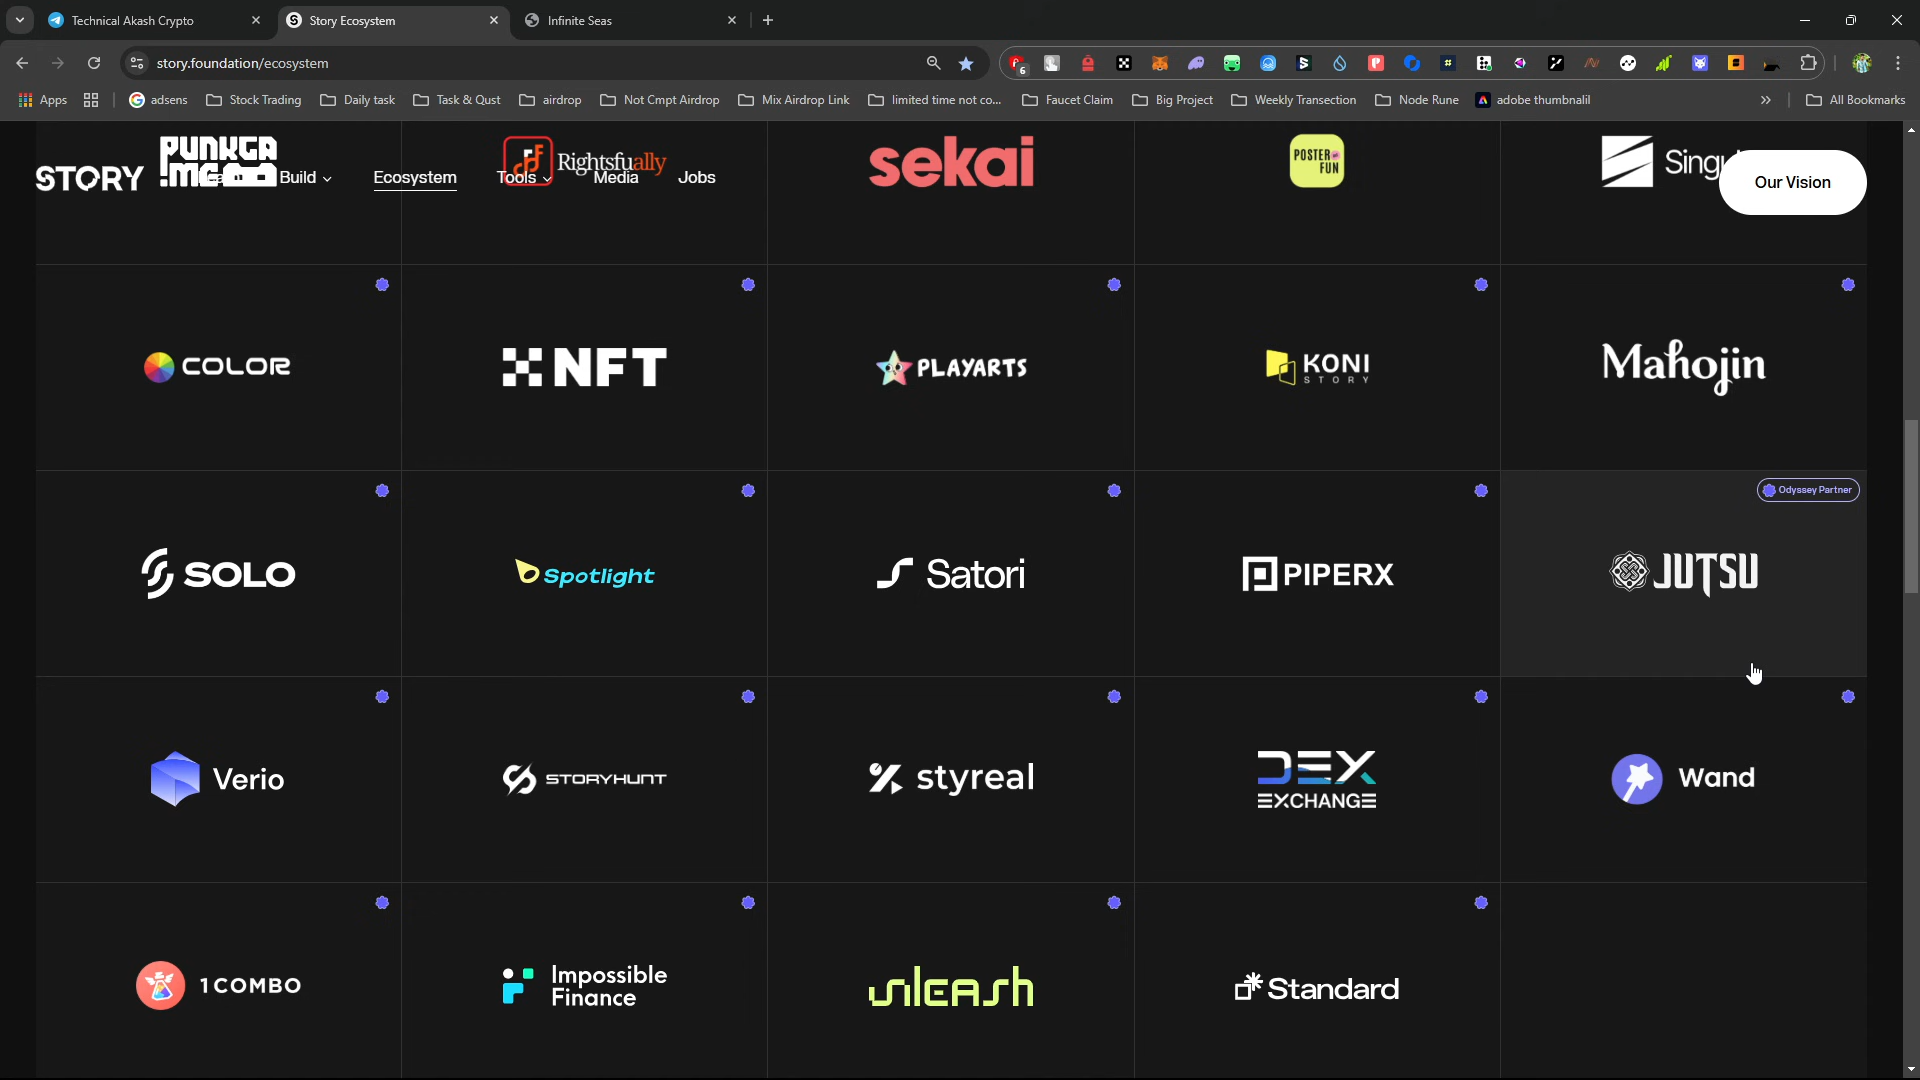 Technical Akash Crypto
Story Ecosystem
Infinite Seas
story.foundation/ecosystem
6
Apps
adsens
Stock Trading
Daily task
Task & Qust
airdrop
Not Cmpt Airdrop
Mix Airdrop Link
limited time not co...
Faucet Claim
Big Project
Weekly Transection
Node Rune
adobe thumbnalil
All Bookmarks
STORY
Build
Ecosystem
Tools
Media
Jobs
Our Vision
PUNKGA
.ME
Rightsfually
sekai
POSTER
FUN
COLOR
NFT
PLAYARTS
KONI
STORY
Mahojin
SOLO
Spotlight
Satori
PIPERX
Odyssey Partner
JUTSU
Verio
STORYHUNT
styreal
DEX
EXCHANGE
Wand
1COMBO
Impossible
Finance
unleash
Standard